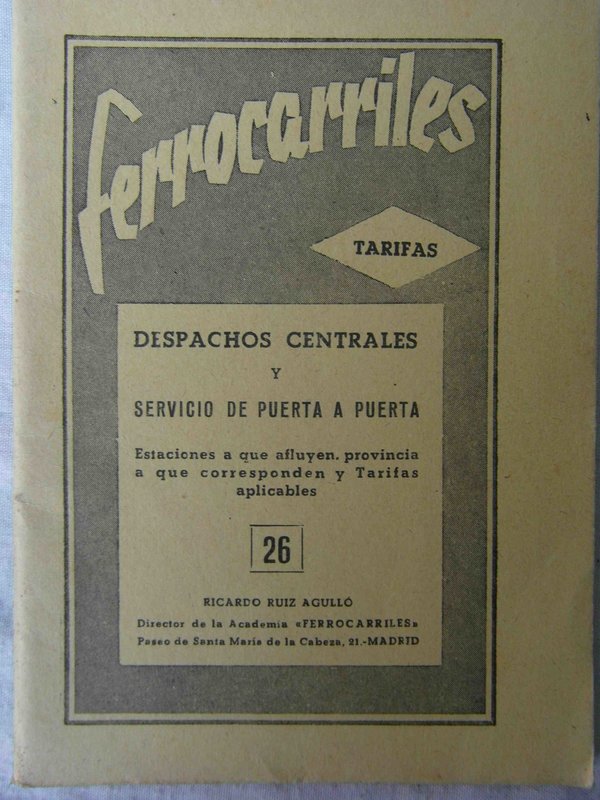 ferrocarriles
TARIFAS
DESPACHOS CENTRALES
Y
SERVICIO DE PUERTA A PUERTA
Estaciones a que afluyen, provincia
a que corresponden y Tarifas
aplicables
26
RICARDO RUIZ AGULLÓ
Director de la Academia «FERROCARRILES»
Paseo de Santa María de la Cabeza, 21.-MADRID